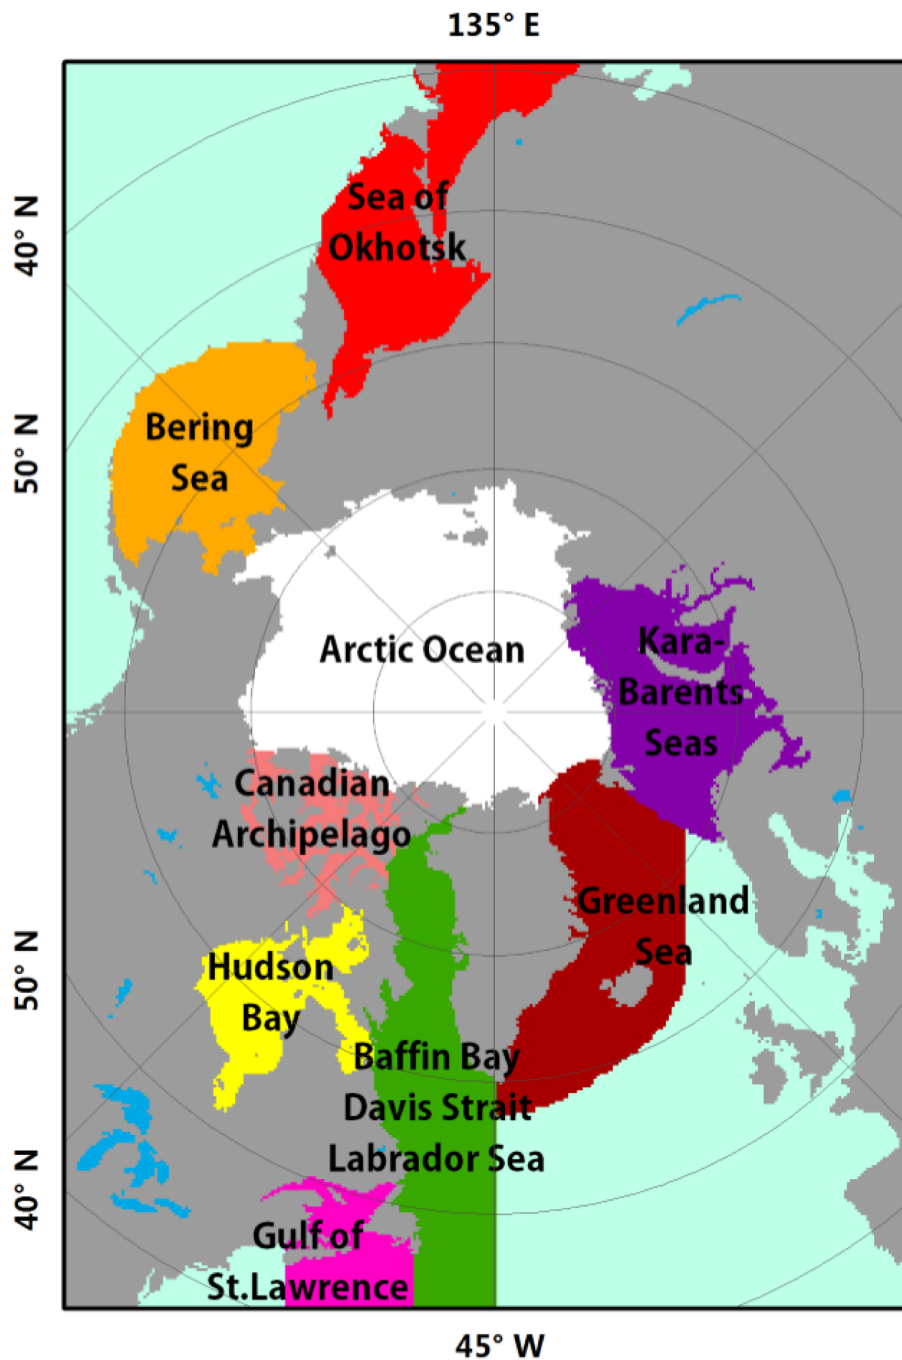 135° E
40° N
Sea of
Okhotsk
50° N
Bering
Sea
Arctic Ocean
Kara-
Barents
Seas
Canadian
Archipelago
Greenland
Sea
50° N
Hudson
Bay
Baffin Bay
Davis Strait
Labrador Sea
40° N
Gulf of
St.Lawrence
45° W